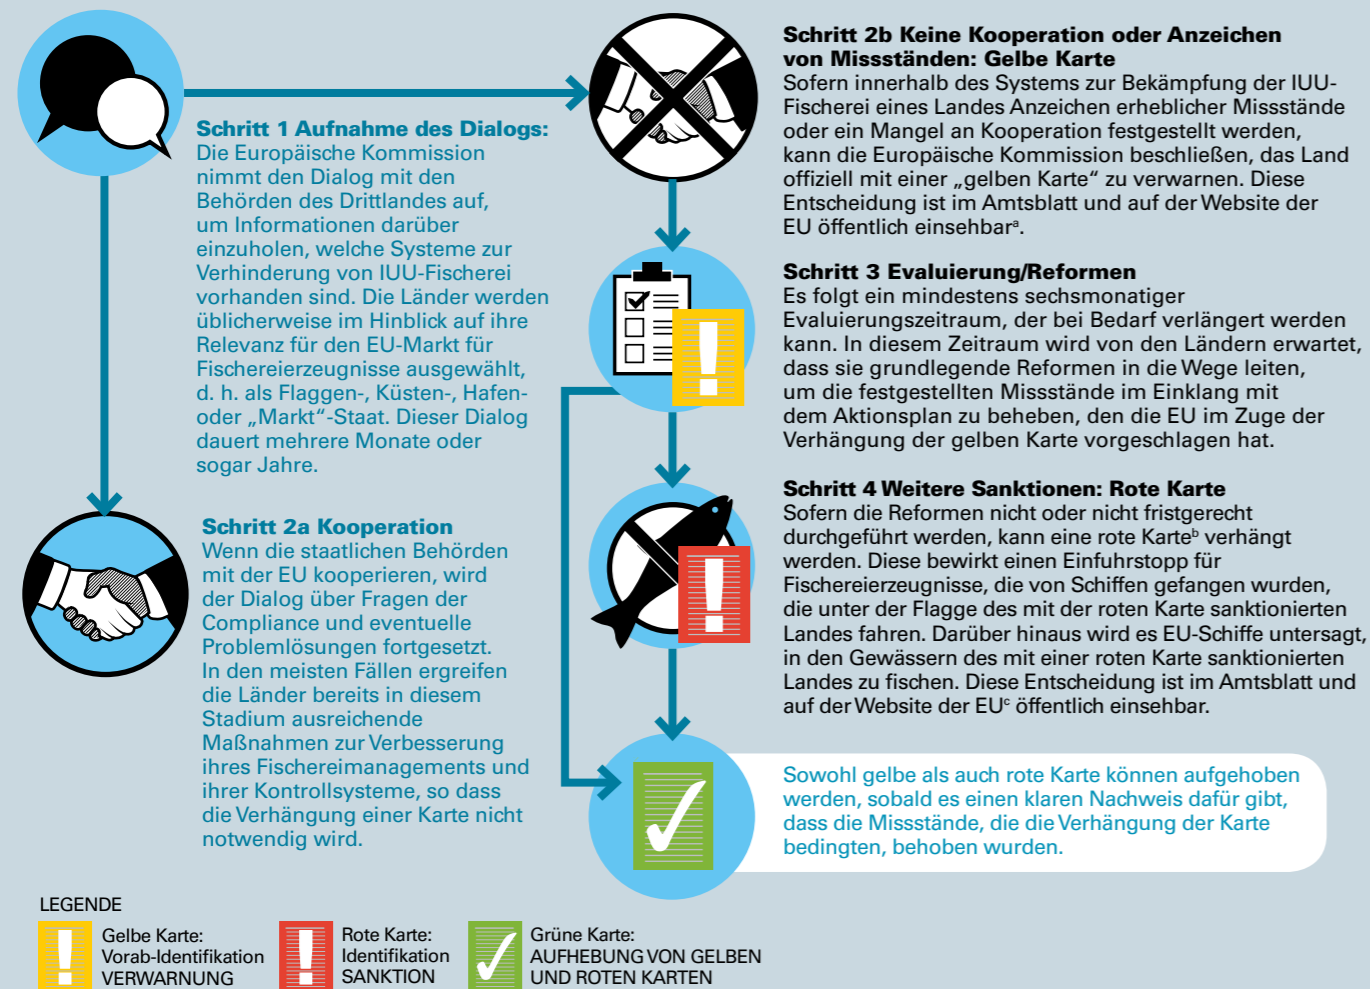 Schritt 1 Aufnahme des Dialogs:
Die Europäische Kommission
nimmt den Dialog mit den
Behörden des Drittlandes auf,
um Informationen darüber
einzuholen, welche Systeme zur
Verhinderung von IUU-Fischerei
vorhanden sind. Die Länder werden
üblicherweise im Hinblick auf ihre
Relevanz für den EU-Markt für
Fischereierzeugnisse ausgewählt,
d. h. als Flaggen-, Küsten-, Hafen-
oder „Markt“-Staat. Dieser Dialog
dauert mehrere Monate oder
sogar Jahre.
Schritt 2a Kooperation
Wenn die staatlichen Behörden
mit der EU kooperieren, wird
der Dialog über Fragen der
Compliance und eventuelle
Problemlösungen fortgesetzt.
In den meisten Fällen ergreifen
die Länder bereits in diesem
Stadium ausreichende
Maßnahmen zur Verbesserung
ihres Fischereimanagements und
ihrer Kontrollsysteme, so dass
die Verhängung einer Karte nicht
notwendig wird.
Schritt 2b Keine Kooperation oder Anzeichen
von Missständen: Gelbe Karte
Sofern innerhalb des Systems zur Bekämpfung der IUU-
Fischerei eines Landes Anzeichen erheblicher Missstände
oder ein Mangel an Kooperation festgestellt werden,
kann die Europäische Kommission beschließen, das Land
offiziell mit einer „gelben Karte“ zu verwarnen. Diese
Entscheidung ist im Amtsblatt und auf der Website der
EU öffentlich einsehbarᵃ.
Schritt 3 Evaluierung/Reformen
Es folgt ein mindestens sechsmonatiger
Evaluierungszeitraum, der bei Bedarf verlängert werden
kann. In diesem Zeitraum wird von den Ländern erwartet,
dass sie grundlegende Reformen in die Wege leiten,
um die festgestellten Missstände im Einklang mit
dem Aktionsplan zu beheben, den die EU im Zuge der
Verhängung der gelben Karte vorgeschlagen hat.
Schritt 4 Weitere Sanktionen: Rote Karte
Sofern die Reformen nicht oder nicht fristgerecht
durchgeführt werden, kann eine rote Karteᵇ verhängt
werden. Diese bewirkt einen Einfuhrstopp für
Fischereierzeugnisse, die von Schiffen gefangen wurden,
die unter der Flagge des mit der roten Karte sanktionierten
Landes fahren. Darüber hinaus wird es EU-Schiffe untersagt,
in den Gewässern des mit einer roten Karte sanktionierten
Landes zu fischen. Diese Entscheidung ist im Amtsblatt und
auf der Website der EUᶜ öffentlich einsehbar.
Sowohl gelbe als auch rote Karte können aufgehoben
werden, sobald es einen klaren Nachweis dafür gibt,
dass die Missstände, die die Verhängung der Karte
bedingten, behoben wurden.
LEGENDE
Gelbe Karte:
Vorab-Identifikation
VERWARNUNG
Rote Karte:
Identifikation
SANKTION
Grüne Karte:
AUFHEBUNG VON GELBEN
UND ROTEN KARTEN